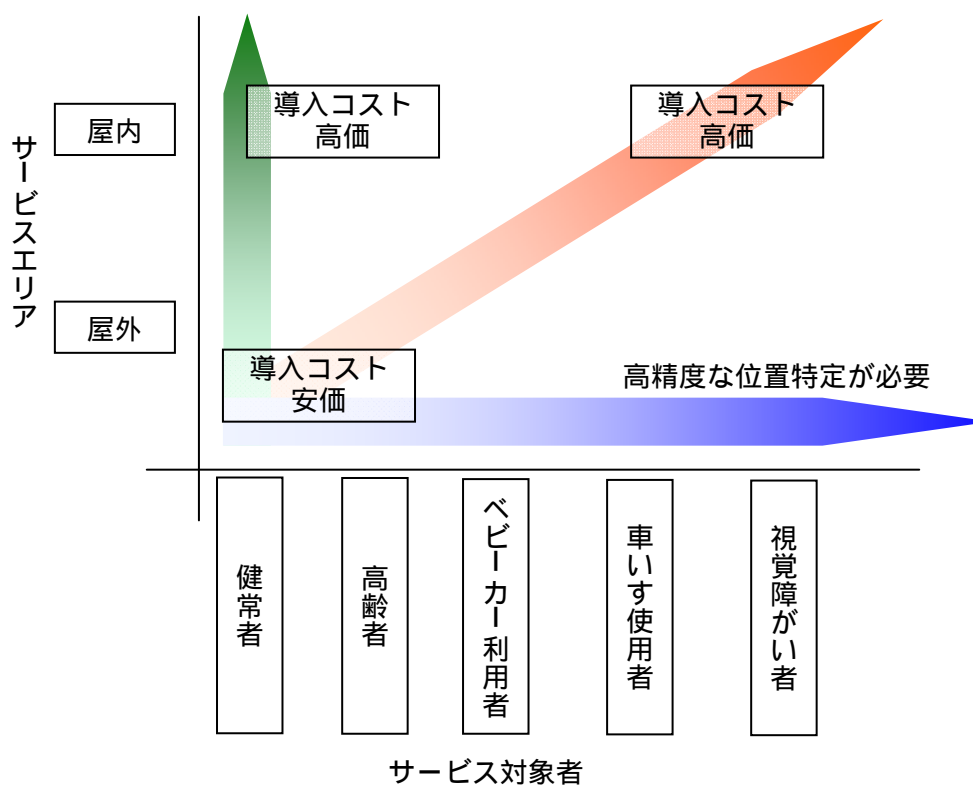 導入コスト
高価
導入コスト
高価
屋内
サービスエリア
屋外
導入コスト
安価
高精度な位置特定が必要
健常者
高齢者
ベビーカー利用者
車いす使用者
視覚障がい者
サービス対象者